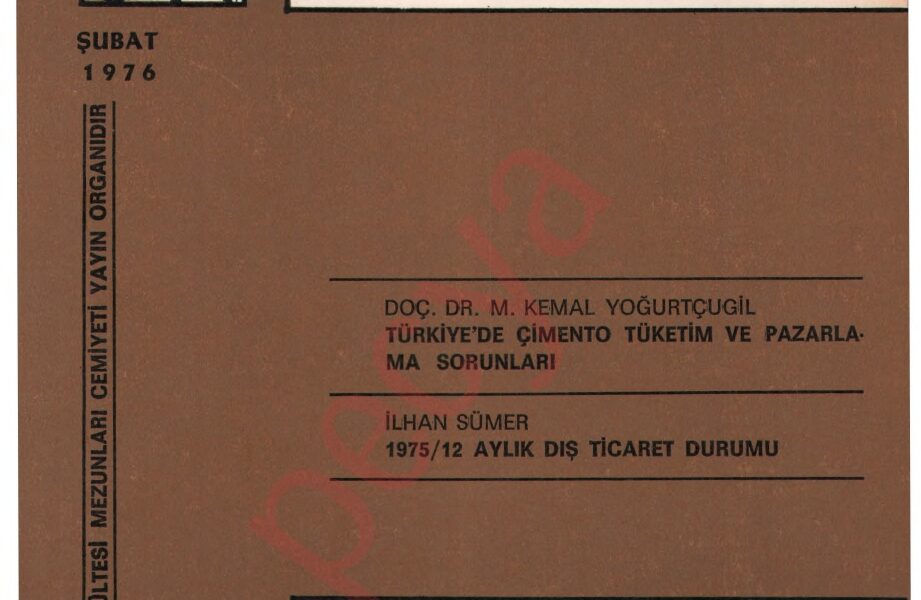 ŞUBAT
1976
MEZUNLARI CEMİYETİ YAYIN ORGANIDIR
DOÇ. DR. M. KEMAL YOĞURTÇUGİL
TÜRKİYE'DE ÇİMENTO TÜKETİM VE PAZARLA-
MA SORUNLARI
İLHAN SÜMER
1975/12 AYLIK DIŞ TİCARET DURUMU